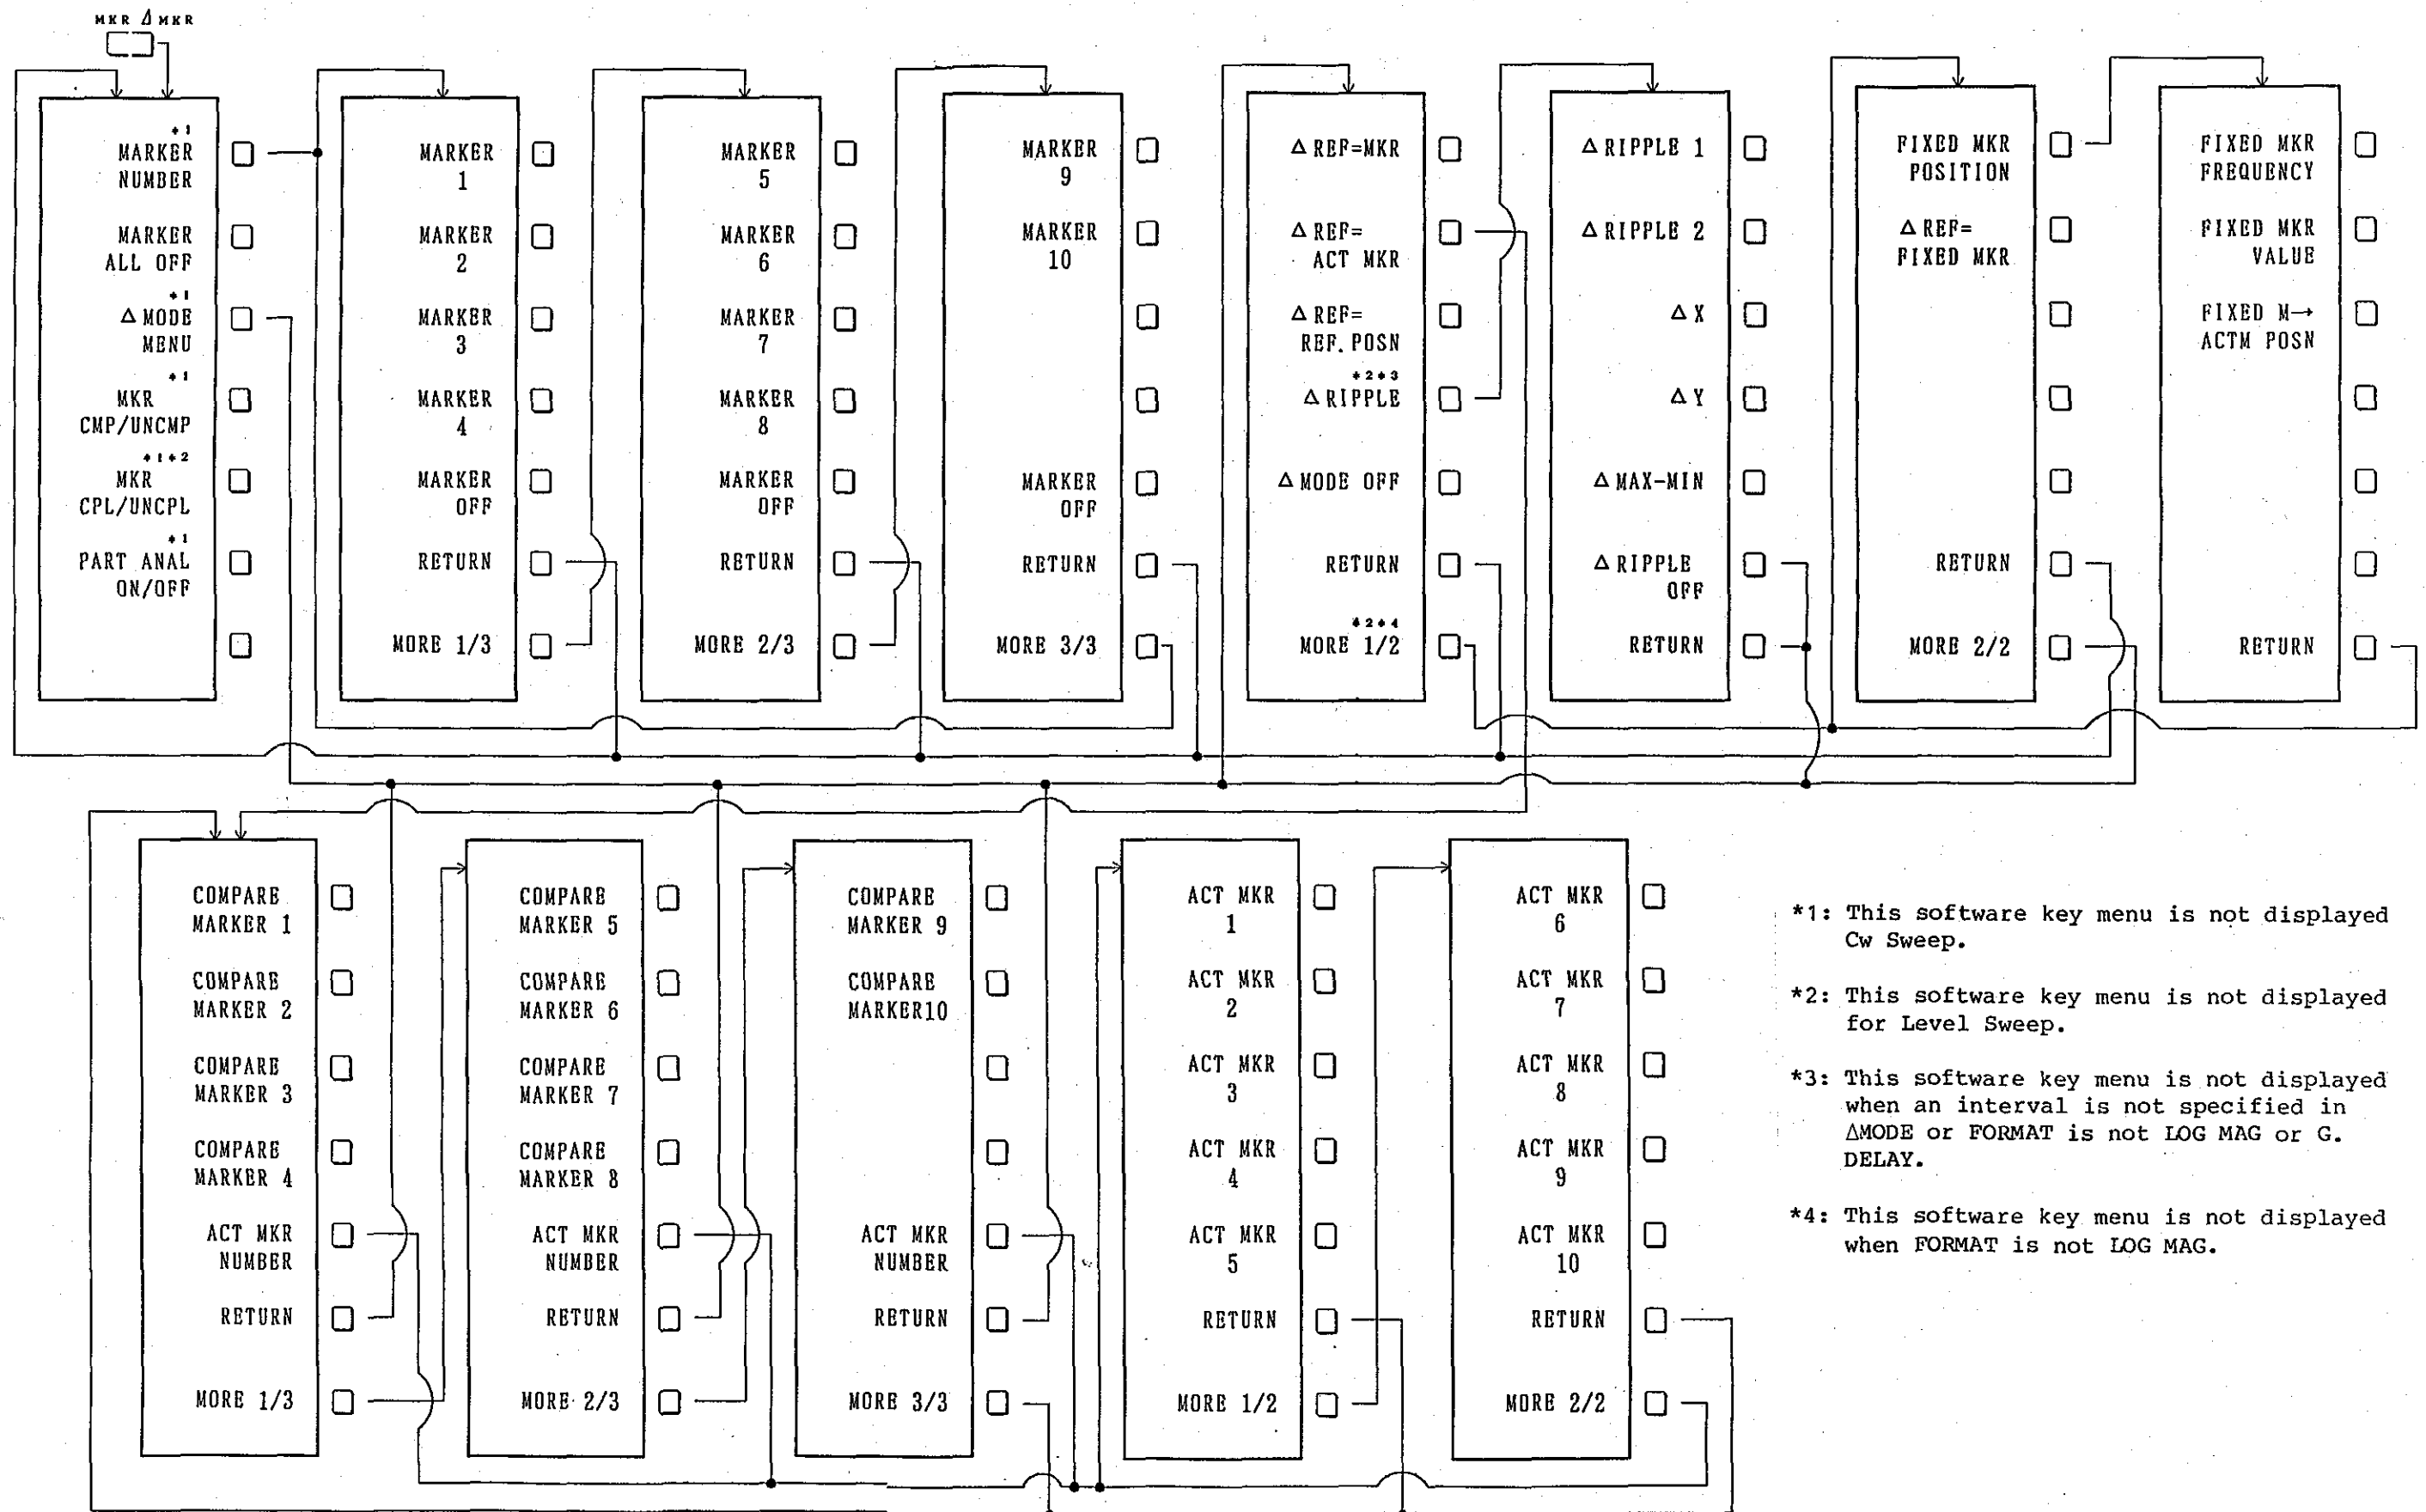 MKR Δ MKR
*1
MARKER
NUMBER
MARKER
ALL OFF
*1
Δ MODE
MENU
*1
MKR
CMP/UNCMP
*1*2
MKR
CPL/UNCPL
*1
PART ANAL
ON/OFF
MARKER
1
MARKER
2
MARKER
3
MARKER
4
MARKER
OFF
RETURN
MORE 1/3
MARKER
5
MARKER
6
MARKER
7
MARKER
8
MARKER
OFF
RETURN
MORE 2/3
MARKER
9
MARKER
10
MARKER
OFF
RETURN
MORE 3/3
Δ REF=MKR
Δ REF=
ACT MKR
Δ REF=
REF. POSN
*2*3
Δ RIPPLE
Δ MODE OFF
RETURN
*2*4
MORE 1/2
Δ RIPPLE 1
Δ RIPPLE 2
Δ X
Δ Y
Δ MAX-MIN
Δ RIPPLE
OFF
RETURN
FIXED MKR
POSITION
Δ REF=
FIXED MKR
RETURN
MORE 2/2
FIXED MKR
FREQUENCY
FIXED MKR
VALUE
FIXED M→
ACTM POSN
RETURN
COMPARE
MARKER 1
COMPARE
MARKER 2
COMPARE
MARKER 3
COMPARE
MARKER 4
ACT MKR
NUMBER
RETURN
MORE 1/3
COMPARE
MARKER 5
COMPARE
MARKER 6
COMPARE
MARKER 7
COMPARE
MARKER 8
ACT MKR
NUMBER
RETURN
MORE 2/3
COMPARE
MARKER 9
COMPARE
MARKER10
ACT MKR
NUMBER
RETURN
MORE 3/3
ACT MKR
1
ACT MKR
2
ACT MKR
3
ACT MKR
4
ACT MKR
5
RETURN
MORE 1/2
ACT MKR
6
ACT MKR
7
ACT MKR
8
ACT MKR
9
ACT MKR
10
RETURN
MORE 2/2
*1: This software key menu is not displayed
Cw Sweep.
*2: This software key menu is not displayed
for Level Sweep.
*3: This software key menu is not displayed
when an interval is not specified in
ΔMODE or FORMAT is not LOG MAG or G.
DELAY.
*4: This software key menu is not displayed
when FORMAT is not LOG MAG.